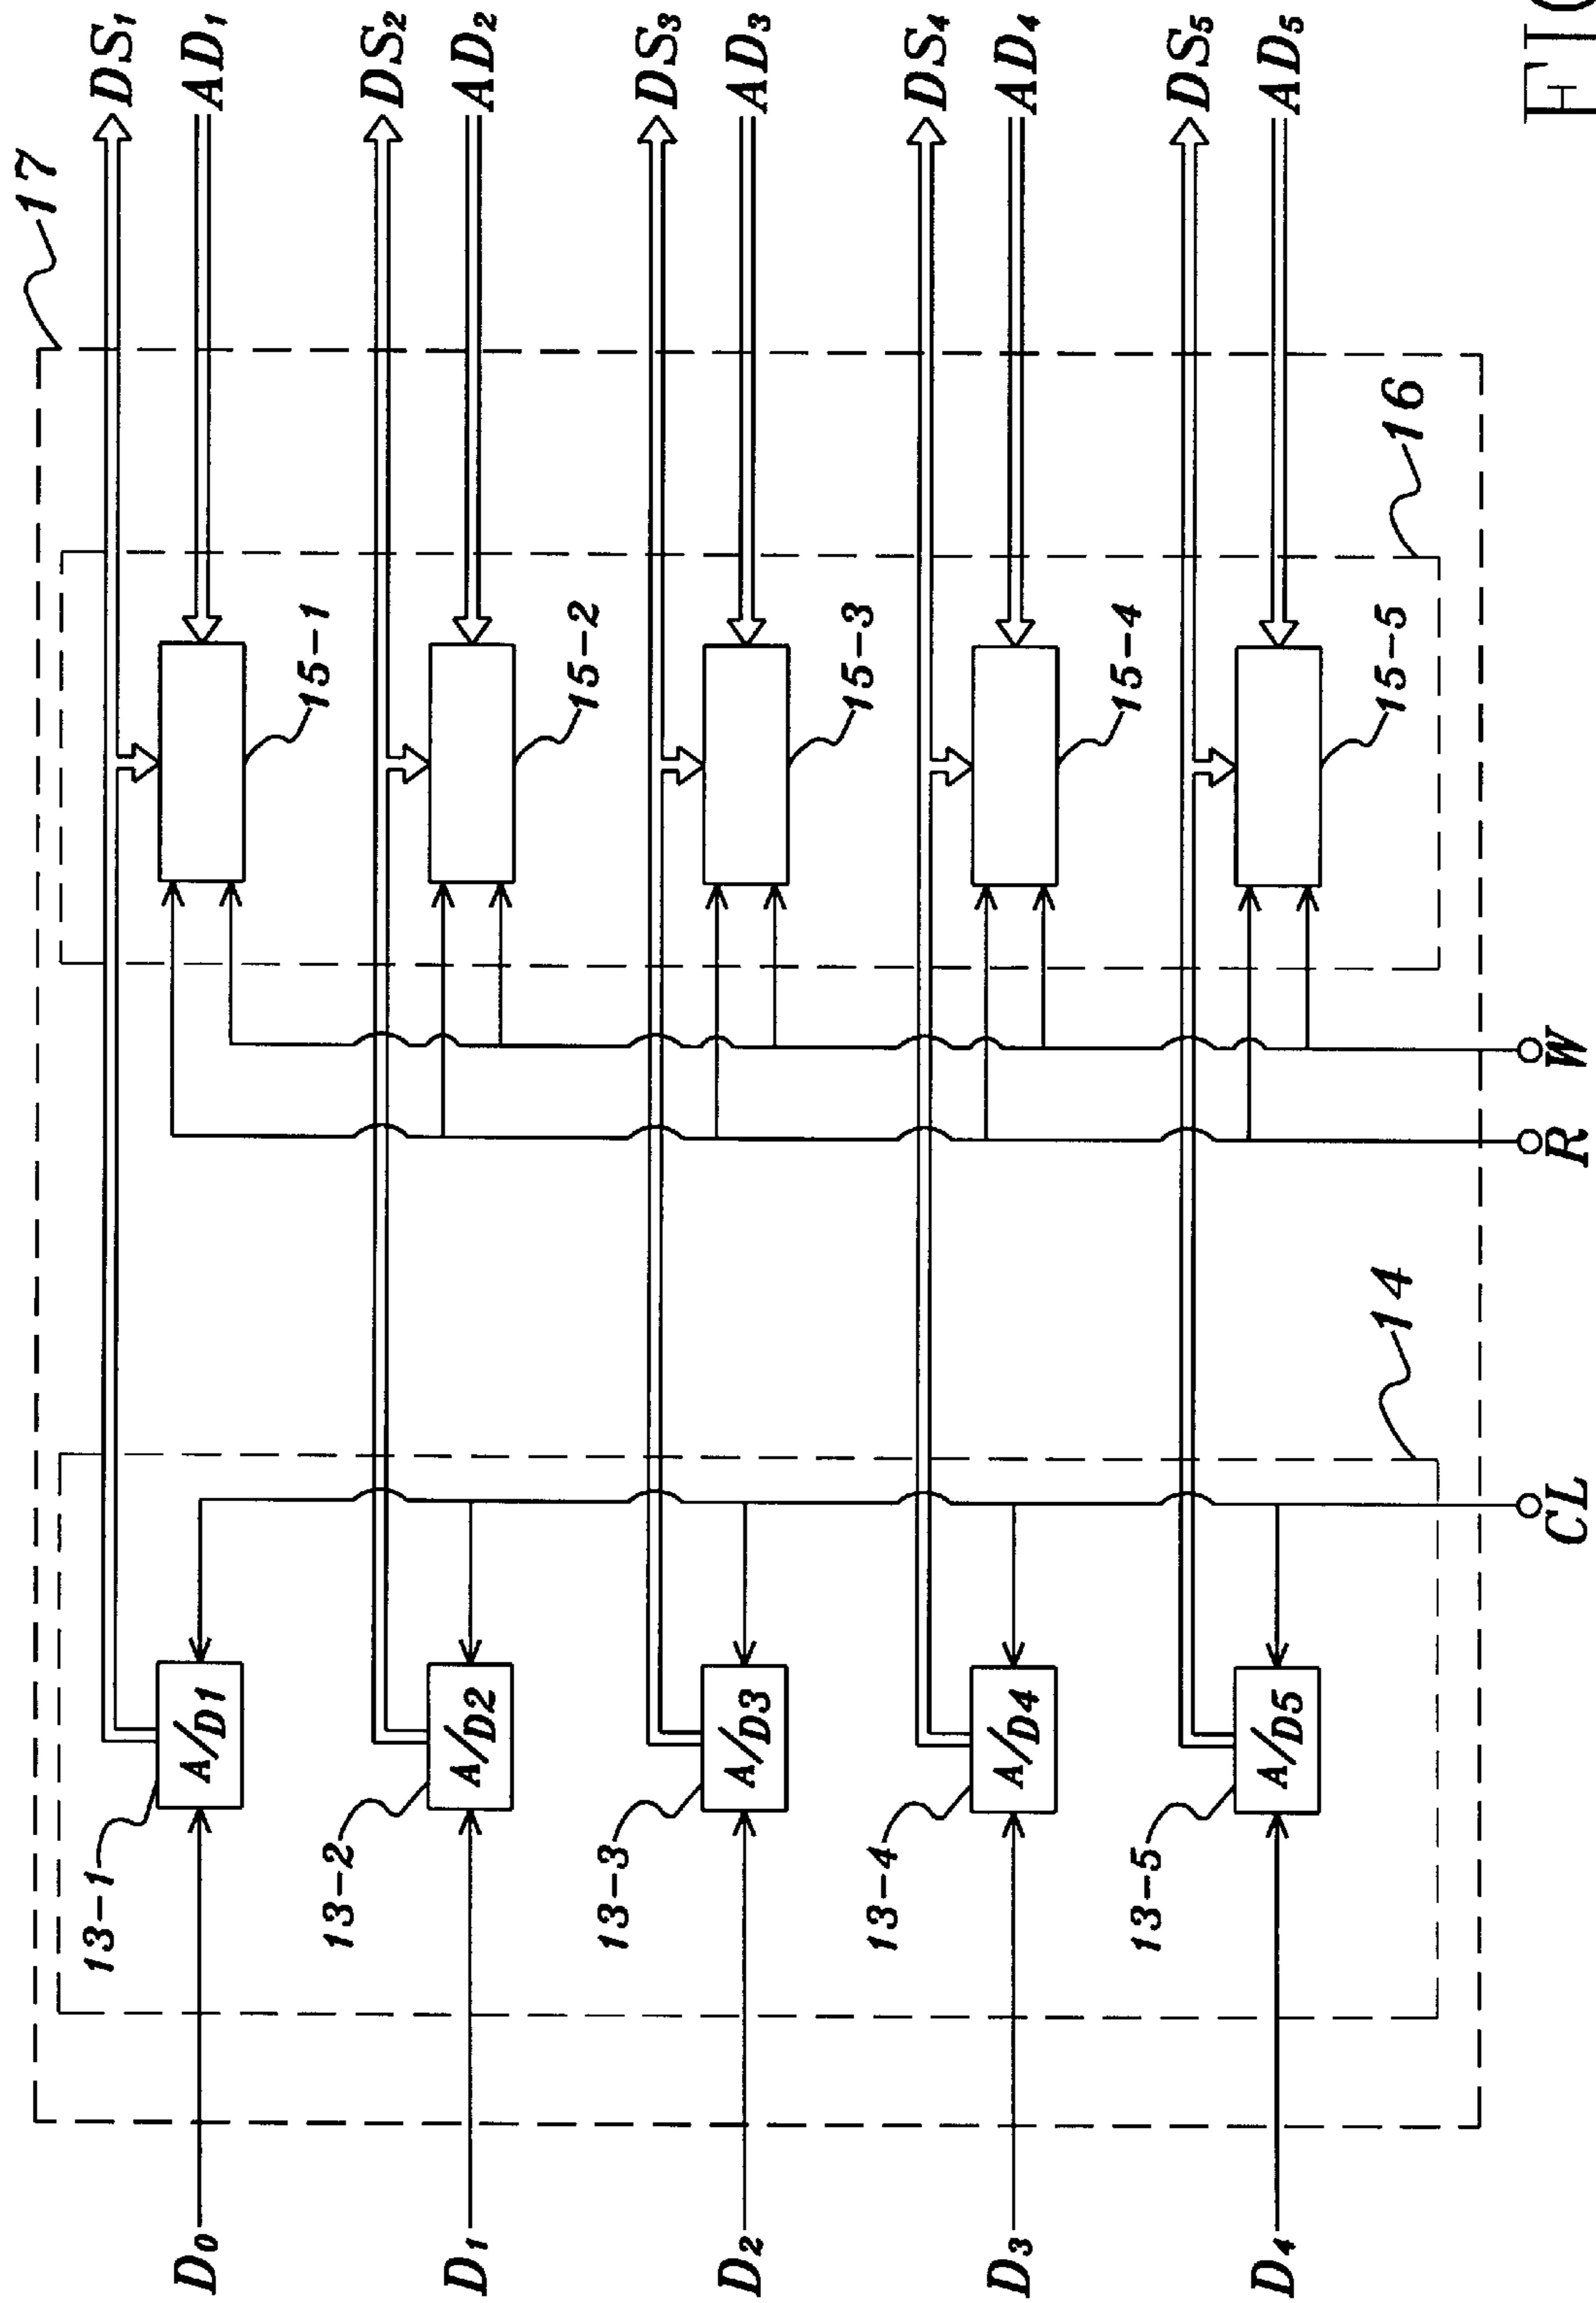 17
DS₁
AD₁
DS₂
AD₂
DS₃
AD₃
DS₄
AD₄
DS₅
AD₅
16
15-1
15-2
15-3
15-4
15-5
14
13-1
13-2
13-3
13-4
13-5
A/D1
A/D2
A/D3
A/D4
A/D5
D₀
D₁
D₂
D₃
D₄
CL
R
W